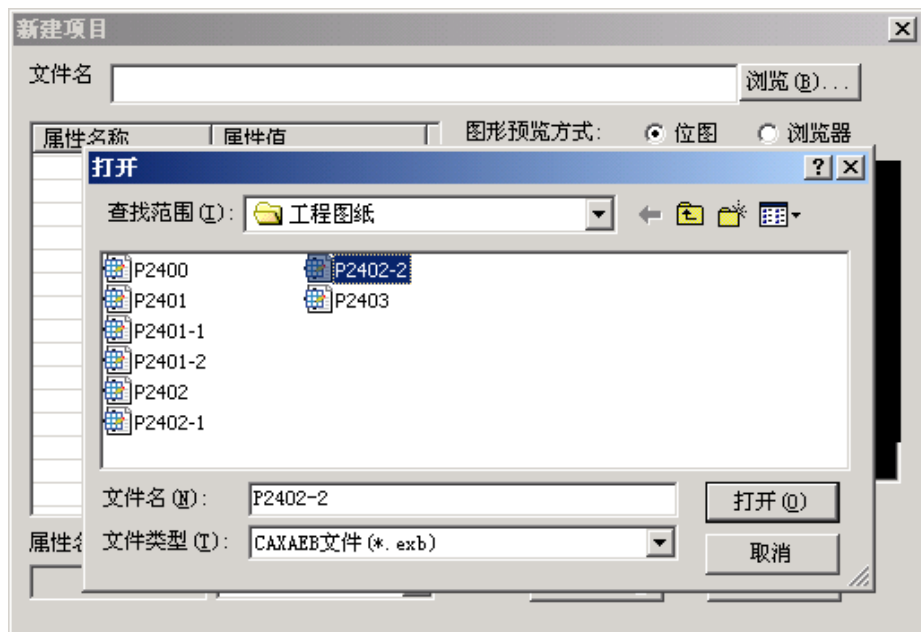 新建项目
文件名
浏览(B)...
属性名称 属性值
图形预览方式: 位图 浏览器
打开
查找范围(I): 工程图纸
P2400 P2402-2
P2401 P2403
P2401-1
P2401-2
P2402
P2402-1
文件名(N): P2402-2 打开(O)
文件类型(T): CAXAEB文件(*.exb) 取消
属性